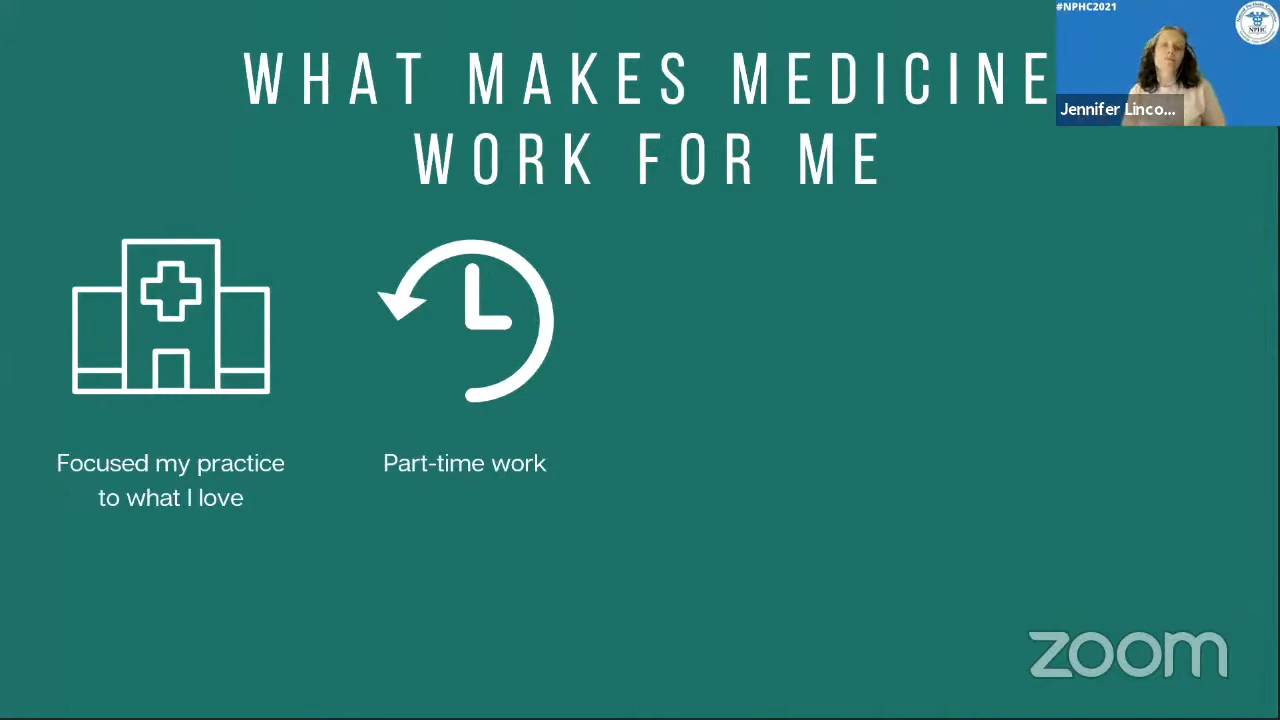 WHAT MAKES MEDICINE
WORK FOR ME
#NPHC2021
NPHC
Jennifer Linco...
Focused my practice
to what I love
Part-time work
zoom